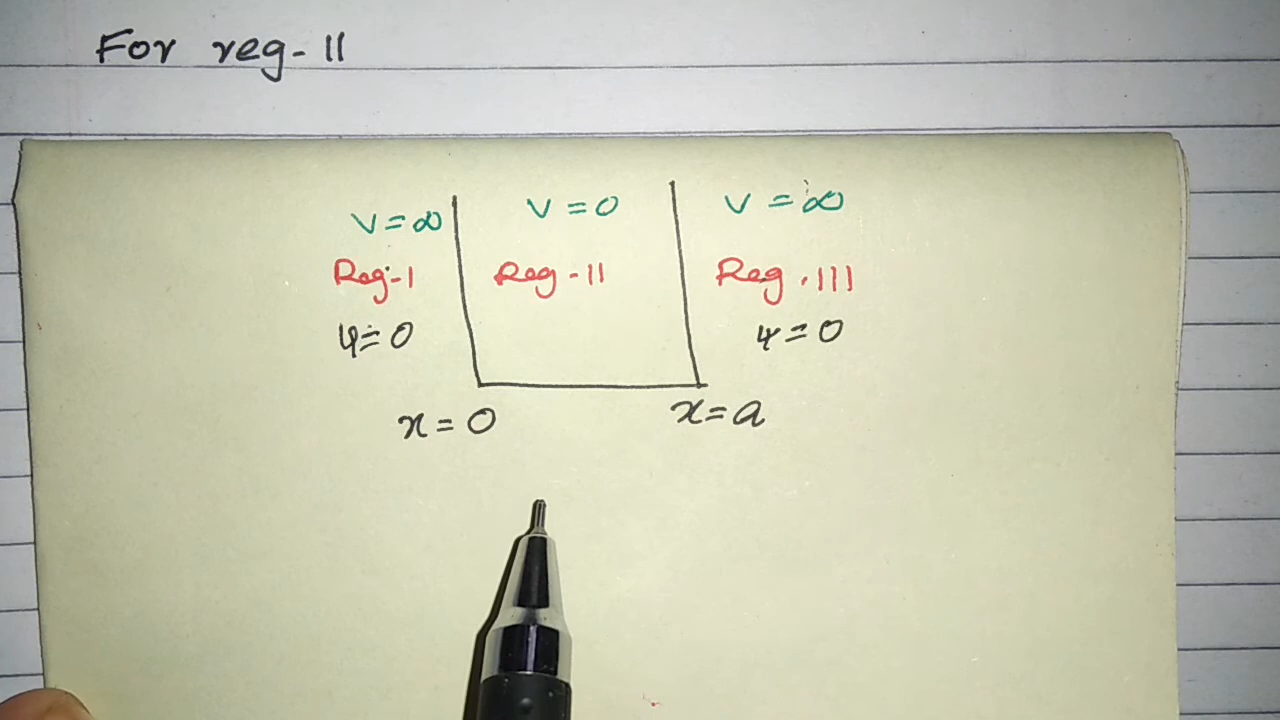 For reg-II
V=∞ V=0 V=∞
Reg-I Reg-II Reg.III
ψ=0 ψ=0
x=0 x=a